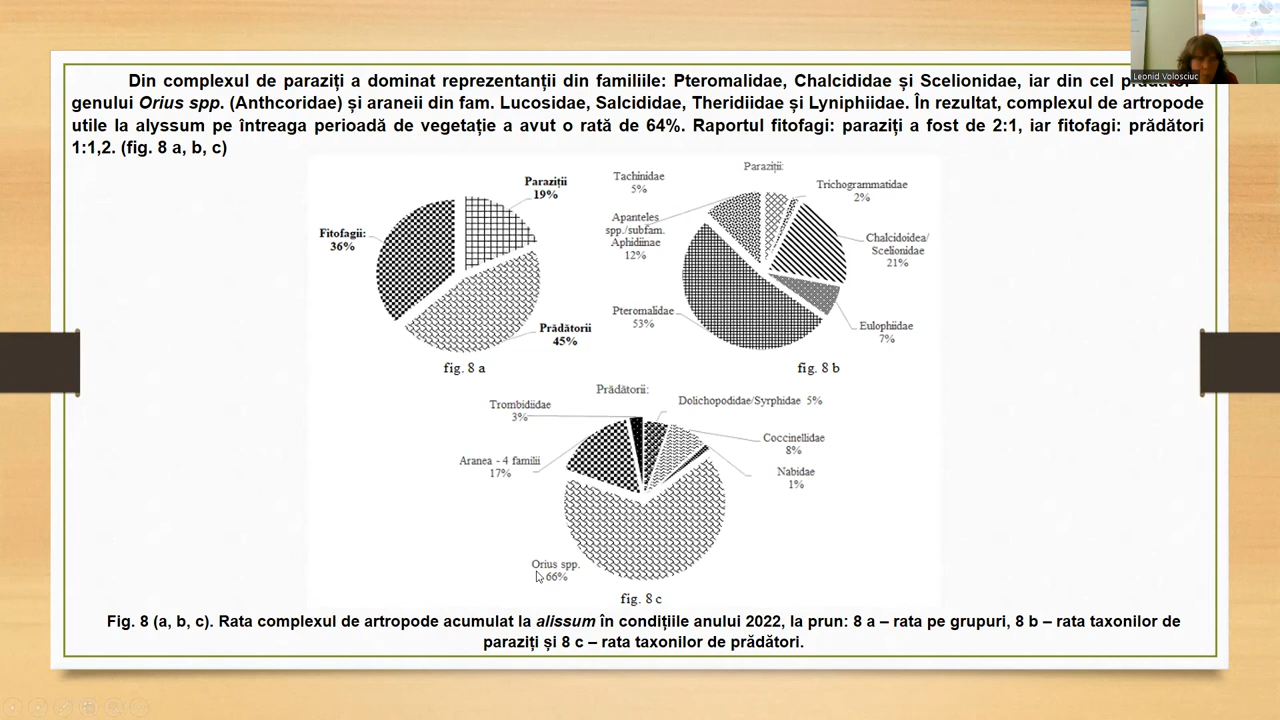 Leonid Volosciuc
Din complexul de paraziți a dominat reprezentanții din familiile: Pteromalidae, Chalcididae și Scelionidae, iar din cel prădător
genului Orius spp. (Anthcoridae) și araneii din fam. Lucosidae, Salcididae, Theridiidae și Lyniphiidae. În rezultat, complexul de artropode
utile la alyssum pe întreaga perioadă de vegetație a avut o rată de 64%. Raportul fitofagi: paraziți a fost de 2:1, iar fitofagi: prădători
1:1,2. (fig. 8 a, b, c)
Paraziții
19%
Fitofagii:
36%
Prădătorii
45%
fig. 8 a
Paraziții:
Tachinidae
5%
Trichogrammatidae
2%
Apanteles
spp./subfam.
Aphidiinae
12%
Chalcidoidea/
Scelionidae
21%
Pteromalidae
53%
Eulophiidae
7%
fig. 8 b
Prădătorii:
Trombidiidae
3%
Dolichopodidae/Syrphidae 5%
Coccinellidae
8%
Aranea - 4 familii
17%
Nabidae
1%
Orius spp.
66%
fig. 8 c
Fig. 8 (a, b, c). Rata complexul de artropode acumulat la alissum în condițiile anului 2022, la prun: 8 a – rata pe grupuri, 8 b – rata taxonilor de
paraziți și 8 c – rata taxonilor de prădători.